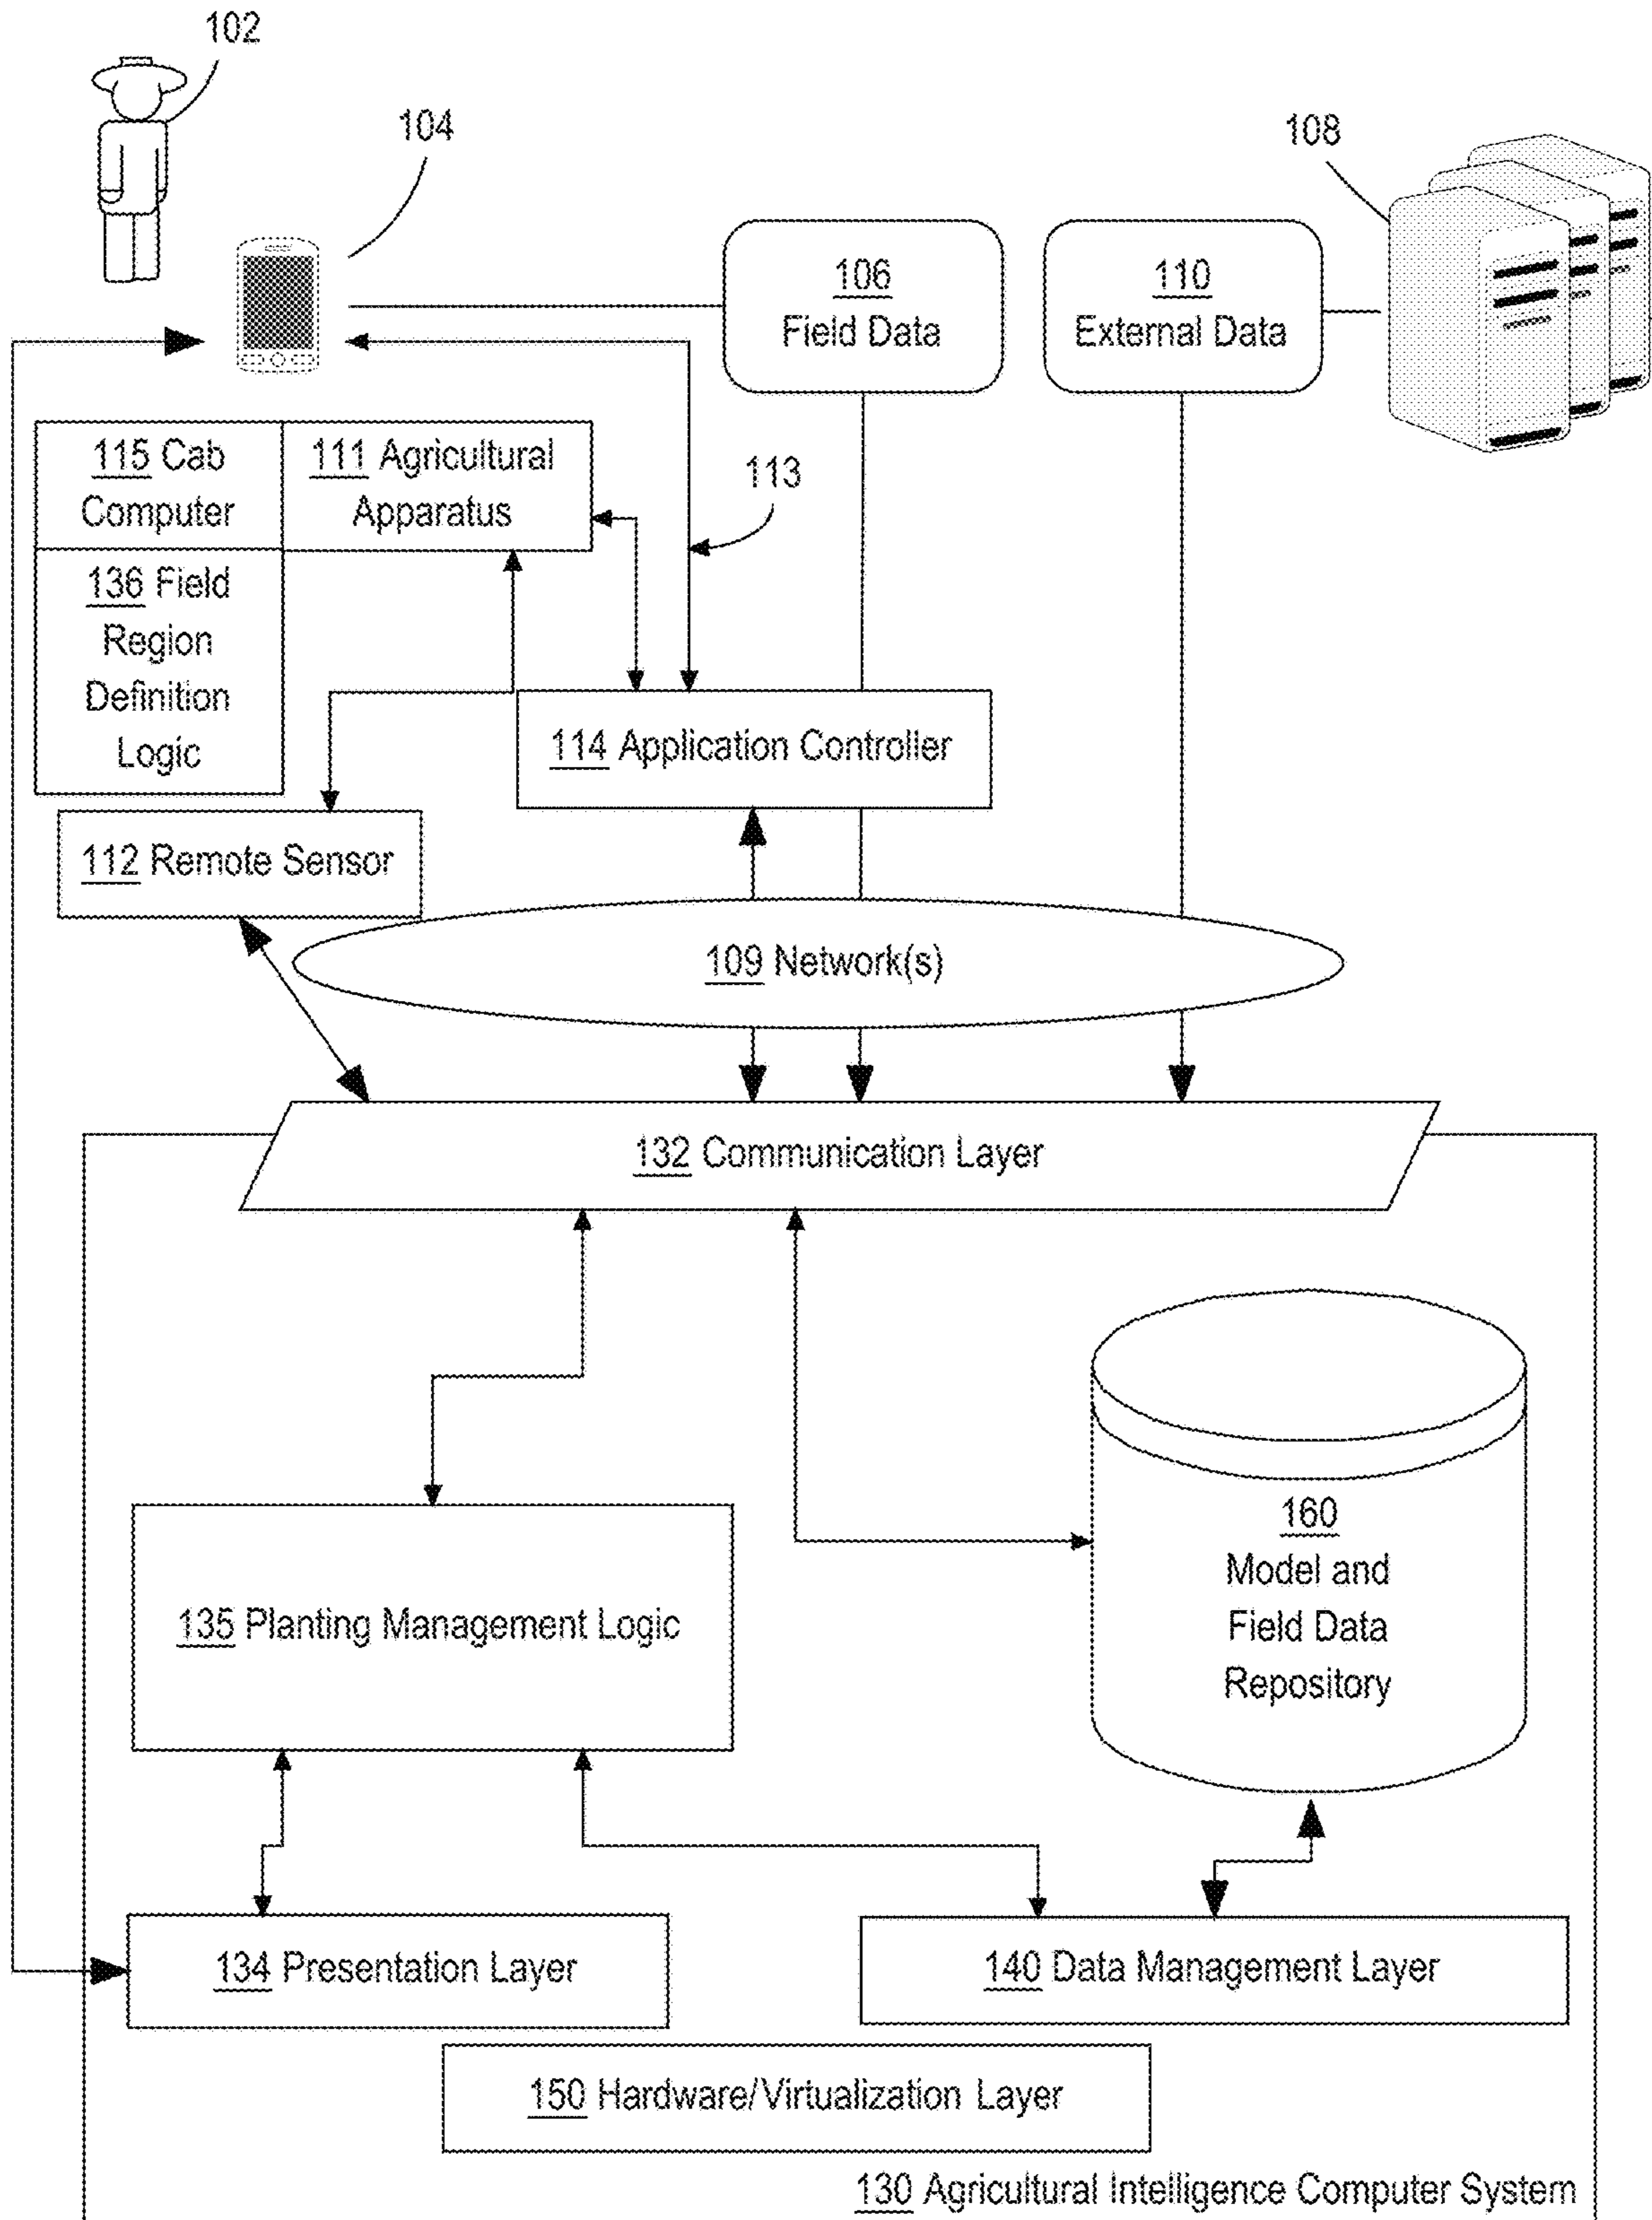 102
104
108
106
Field Data
110
External Data
115 Cab
Computer
111 Agricultural
Apparatus
113
136 Field
Region
Definition
Logic
114 Application Controller
112 Remote Sensor
109 Network(s)
132 Communication Layer
160
Model and
Field Data
Repository
135 Planting Management Logic
134 Presentation Layer
140 Data Management Layer
150 Hardware/Virtualization Layer
130 Agricultural Intelligence Computer System